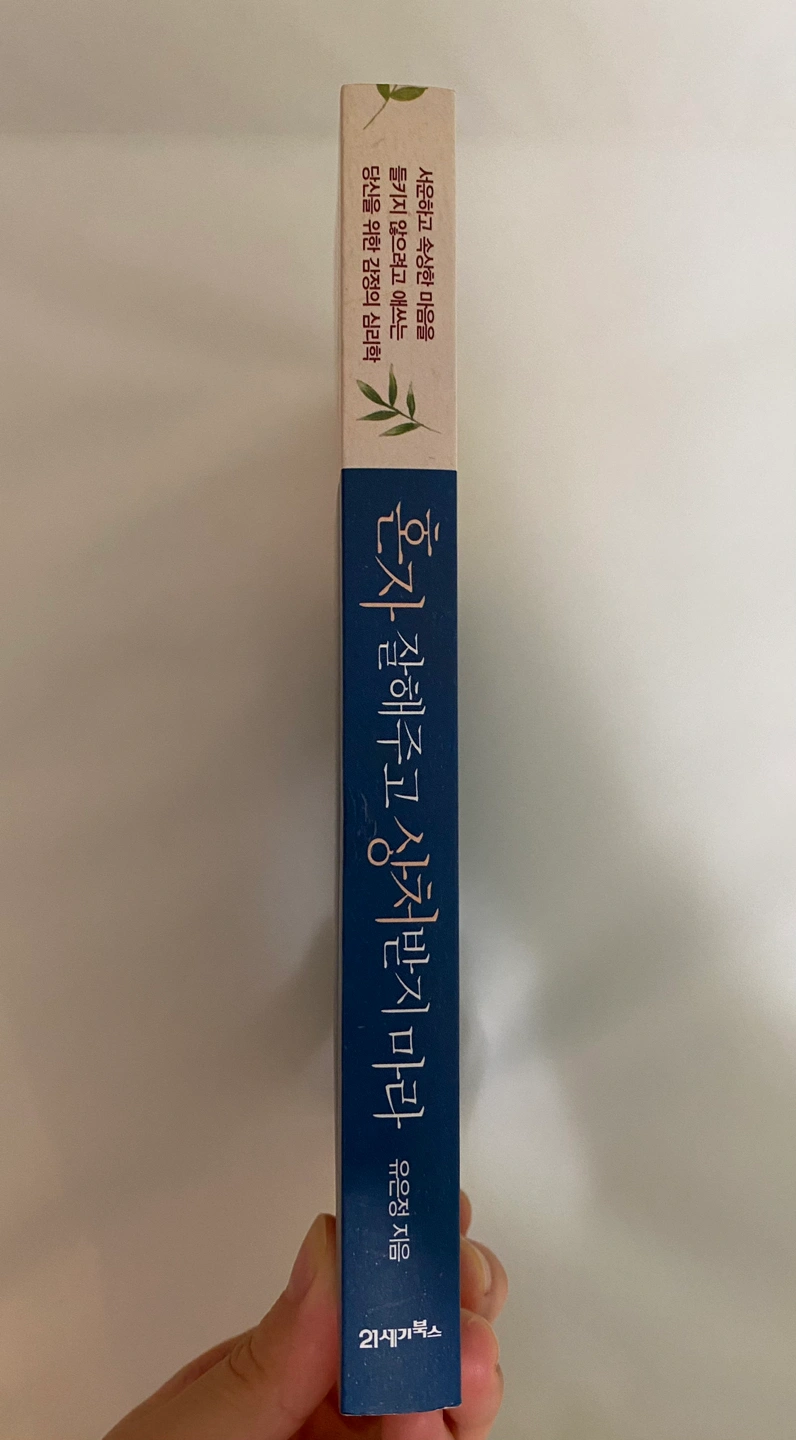 서운하고 속상한 마음을
들키지 않으려고 애쓰는
당신을 위한 감정의 심리학
혼자 잘해주고 상처받지 마라
유은정 지음
21세기북스